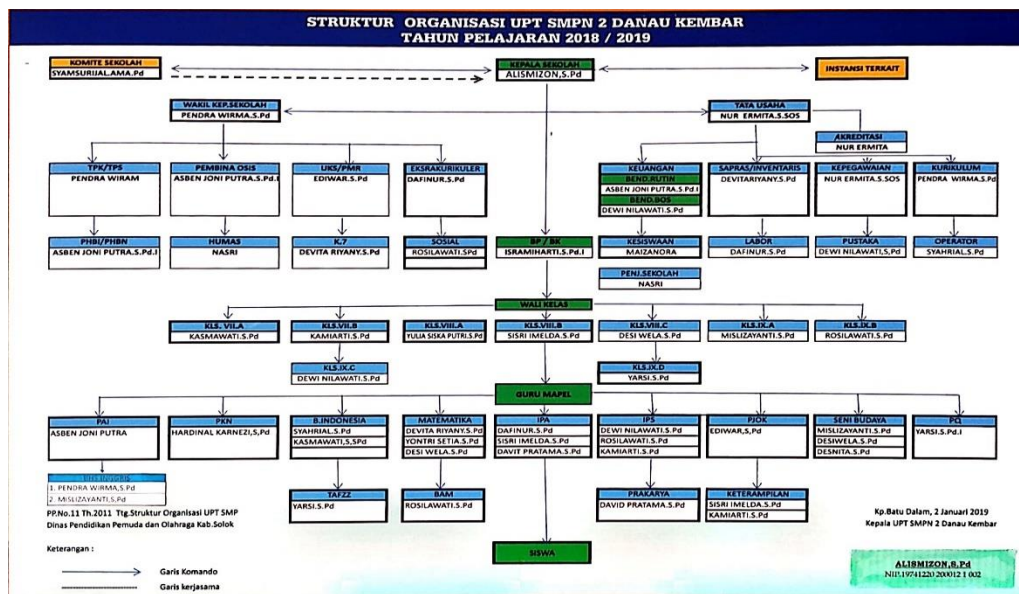 STRUKTUR ORGANISASI UPT SMPN 2 DANAU KEMBAR
TAHUN PELAJARAN 2018 / 2019
KOMITE SEKOLAH
SYAMSURIJAL.AMA.Pd
KEPALA SEKOLAH
ALISMIZON,S.Pd
INSTANSI TERKAIT
WAKIL KEP.SEKOLAH
PENDRA WIRMA.S.Pd
TATA USAHA
NUR ERMITA.S.SOS
AKREDITASI
NUR ERMITA
TPK/TPS
PENDRA WIRAM
PEMBINA OSIS
ASBEN JONI PUTRA.S.Pd.I
UKS/PMR
EDIWAR.S.Pd
EKSRAKURIKULER
DAFINUR.S.Pd
KEUANGAN
BEND.RUTIN
ASBEN JONI PUTRA.S.Pd.I
BEND.BOS
DEWI NILAWATI.S.Pd
SAPRAS/INVENTARIS
DEVITARIYANY.S.Pd
KEPEGAWAIAN
NUR ERMITA.S.SOS
KURIKULUM
PENDRA WIRMA,S.Pd
PHBI/PHBN
ASBEN JONI PUTRA.S.Pd.I
HUMAS
NASRI
K.7
DEVITA RIYANY.S.Pd
SOSIAL
ROSILAWATI.SPd
BP / BK
ISRAMIHARTI.S.Pd.I
KESISWAAN
MAIZANORA
LABOR
DAFINUR.S.Pd
PUSTAKA
DEWI NILAWATI,S,Pd
OPERATOR
SYAHRIAL.S.Pd
PENJ.SEKOLAH
NASRI
WALI KELAS
KLS. VII.A
KASMAWATI,S.Pd
KLS.VII.B
KAMIARTI.S.Pd
KLS.VIII.A
YULIA SISKA PUTRI.S.Pd
KLS.VIII.B
SISRI IMELDA.S.Pd
KLS.VIII.C
DESI WELA.S.Pd
KLS.IX.A
MISLIZAYANTI.S.Pd
KLS.IX.B
ROSILAWATI.S.Pd
KLS.IX.C
DEWI NILAWATI.S.Pd
KLS.IX.D
YARSI.S.Pd
GURU MAPEL
PAI
ASBEN JONI PUTRA
PKN
HARDINAL KARNEZI,S,Pd
B.INDONESIA
SYAHRIAL.S.Pd
KASMAWATI,S,SPd
MATEMATIKA
DEVITA RIYANY.S.Pd
YONTRI SETIA.S.Pd
DESI WELA.S.Pd
IPA
DAFINUR.S.Pd
SISRI IMELDA.S.Pd
DAVIT PRATAMA.S.Pd
IPS
DEWI NILAWATI.S.Pd
ROSILAWATI.S.Pd
KAMIARTI.S.Pd
PJOK
EDIWAR,S,Pd
SENI BUDAYA
MISLIZAYANTI.S.Pd
DESIWELA.S.Pd
DESNITA.S.Pd
PQ
YARSI.S.Pd.I
1. PENDRA WIRMA,S.Pd
2. MISLIZAYANTI,S.Pd
TAFZZ
YARSI.S.Pd
BAM
ROSILAWATI.S.Pd
PRAKARYA
DAVID PRATAMA.S.Pd
KETERAMPILAN
SISRI IMELDA.S.Pd
KAMIARTI.S.Pd
PP.No.11 Th.2011 Ttg.Struktur Organisasi UPT SMP
Dinas Pendidikan Pemuda dan Olahraga Kab.Solok
Kp.Batu Dalam, 2 Januari 2019
Kepala UPT SMPN 2 Danau Kembar
Keterangan :
Garis Komando
Garis kerjasama
SISWA
ALISMIZON,S.Pd
NIP.19741220 200012 1 002